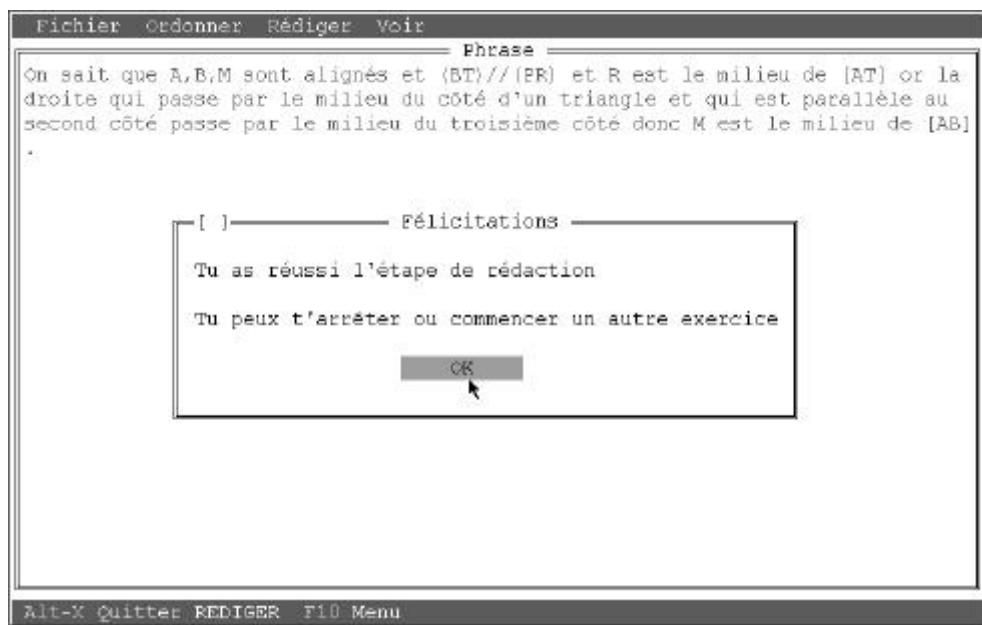 Fichier Ordonner Rédiger Voir
Phrase
On sait que A,B,M sont alignés et (BT)//(PR) et R est le milieu de [AT] or la
droite qui passe par le milieu du côté d'un triangle et qui est parallèle au
second côté passe par le milieu du troisième côté donc M est le milieu de [AB]
.
[ ] Félicitations
Tu as réussi l'étape de rédaction
Tu peux t'arrêter ou commencer un autre exercice
OK
Alt-X Quitter REDIGER F10 Menu